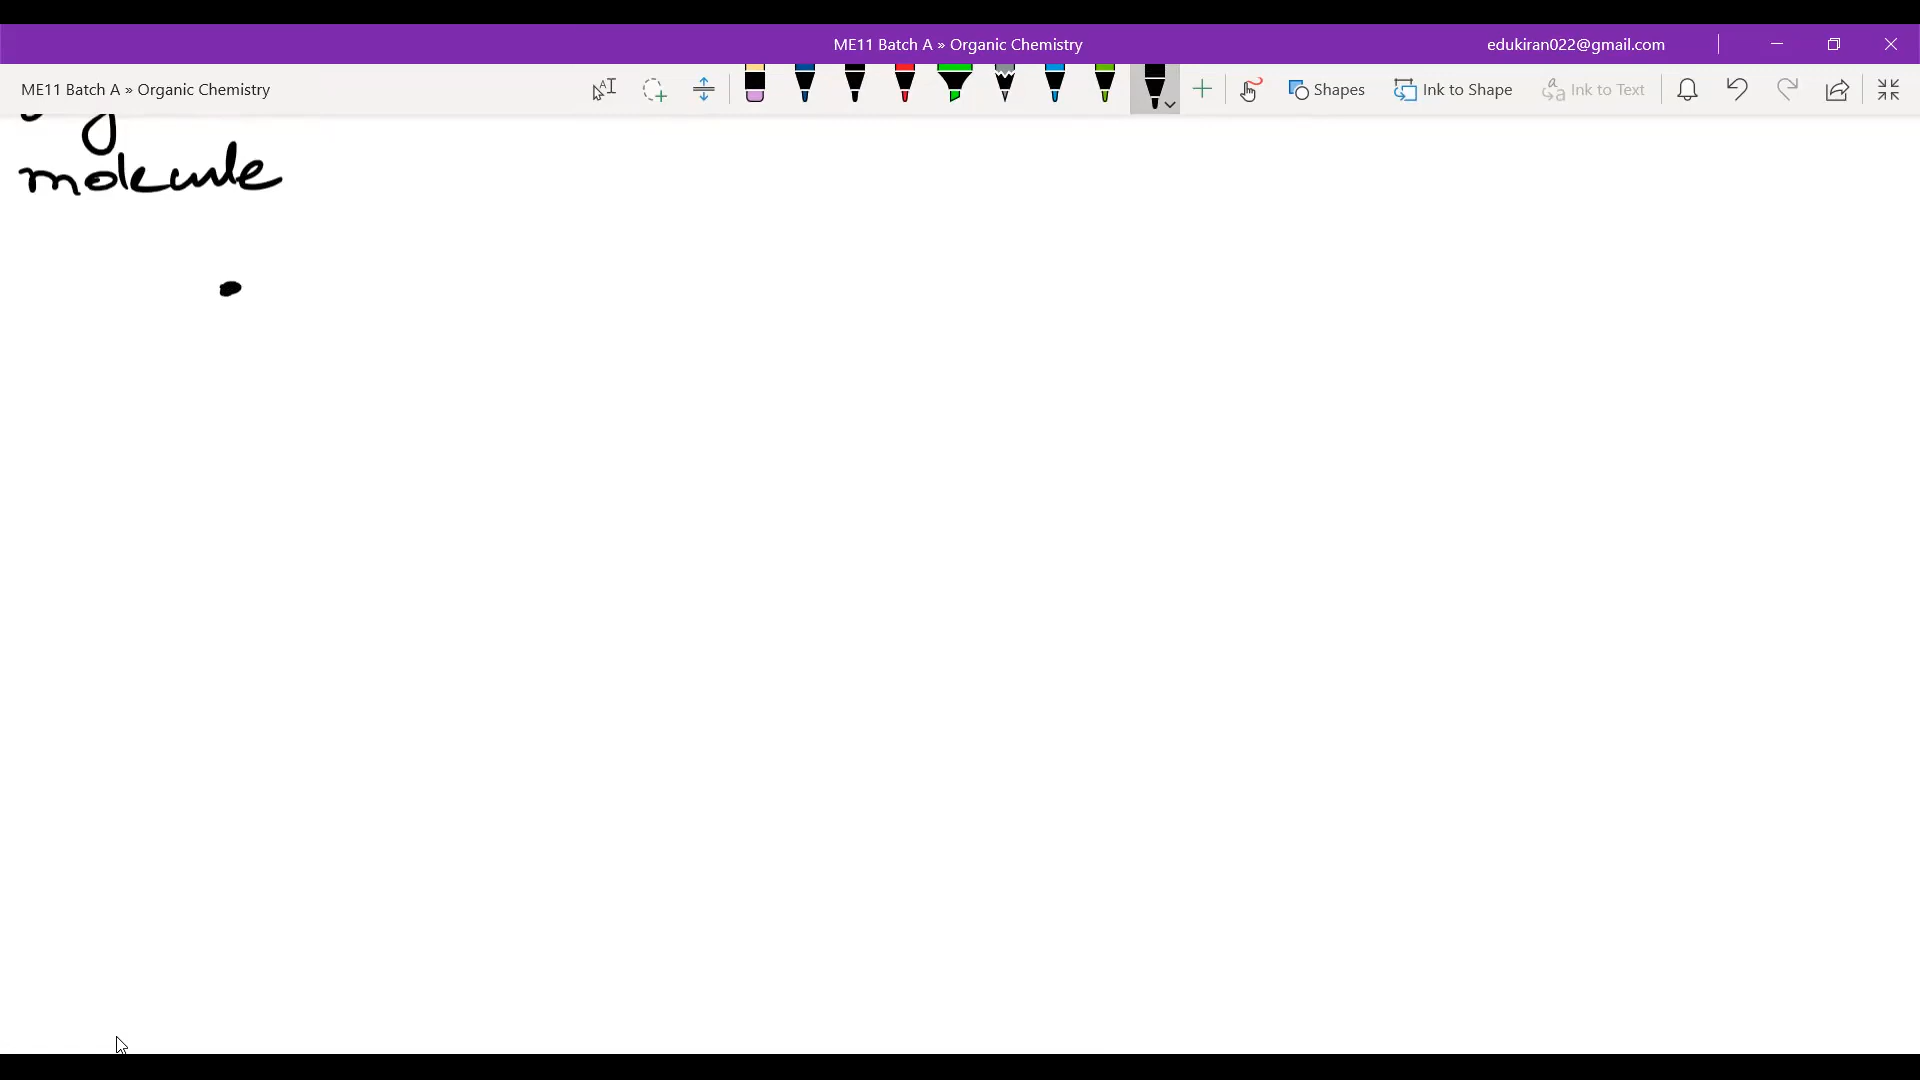 ME11 Batch A » Organic Chemistry
edukiran022@gmail.com
ME11 Batch A » Organic Chemistry
Shapes
Ink to Shape
Ink to Text
molecule